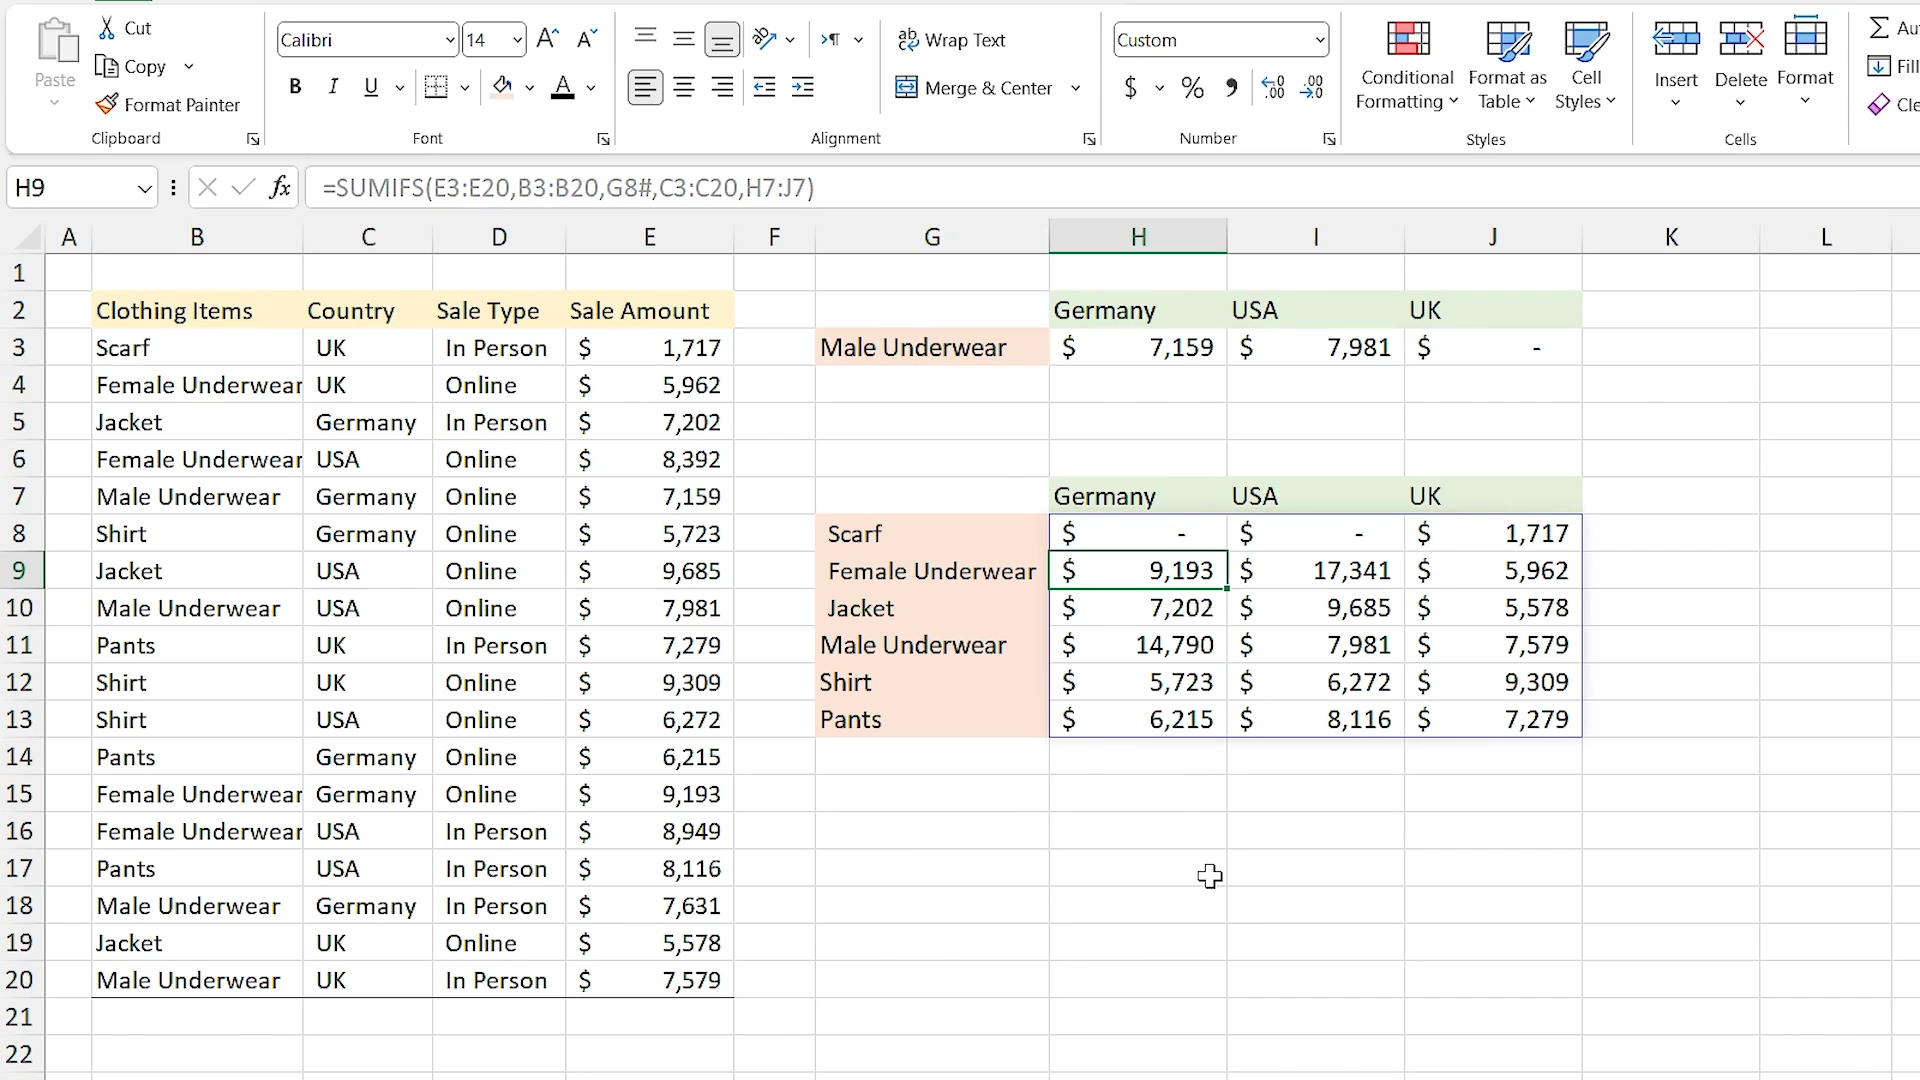 Paste
Cut
Copy
Format Painter
Clipboard
Calibri 14
B I U
Font
Wrap Text
Merge & Center
Alignment
Custom
$ % .00 .00
Number
Conditional Formatting
Format as Table
Cell Styles
Styles
Insert
Delete
Format
Cells
H9
fx
=SUMIFS(E3:E20,B3:B20,G8#,C3:C20,H7:J7)
A B C D E F G H I J K L
1
2 Clothing Items Country Sale Type Sale Amount Germany USA UK
3 Scarf UK In Person $ 1,717 Male Underwear $ 7,159 $ 7,981 $ -
4 Female Underwear UK Online $ 5,962
5 Jacket Germany In Person $ 7,202
6 Female Underwear USA Online $ 8,392
7 Male Underwear Germany Online $ 7,159 Germany USA UK
8 Shirt Germany Online $ 5,723 Scarf $ - $ - $ 1,717
9 Jacket USA Online $ 9,685 Female Underwear $ 9,193 $ 17,341 $ 5,962
10 Male Underwear USA Online $ 7,981 Jacket $ 7,202 $ 9,685 $ 5,578
11 Pants UK In Person $ 7,279 Male Underwear $ 14,790 $ 7,981 $ 7,579
12 Shirt UK Online $ 9,309 Shirt $ 5,723 $ 6,272 $ 9,309
13 Shirt USA Online $ 6,272 Pants $ 6,215 $ 8,116 $ 7,279
14 Pants Germany Online $ 6,215
15 Female Underwear Germany Online $ 9,193
16 Female Underwear USA In Person $ 8,949
17 Pants USA In Person $ 8,116
18 Male Underwear Germany In Person $ 7,631
19 Jacket UK Online $ 5,578
20 Male Underwear UK In Person $ 7,579
21
22